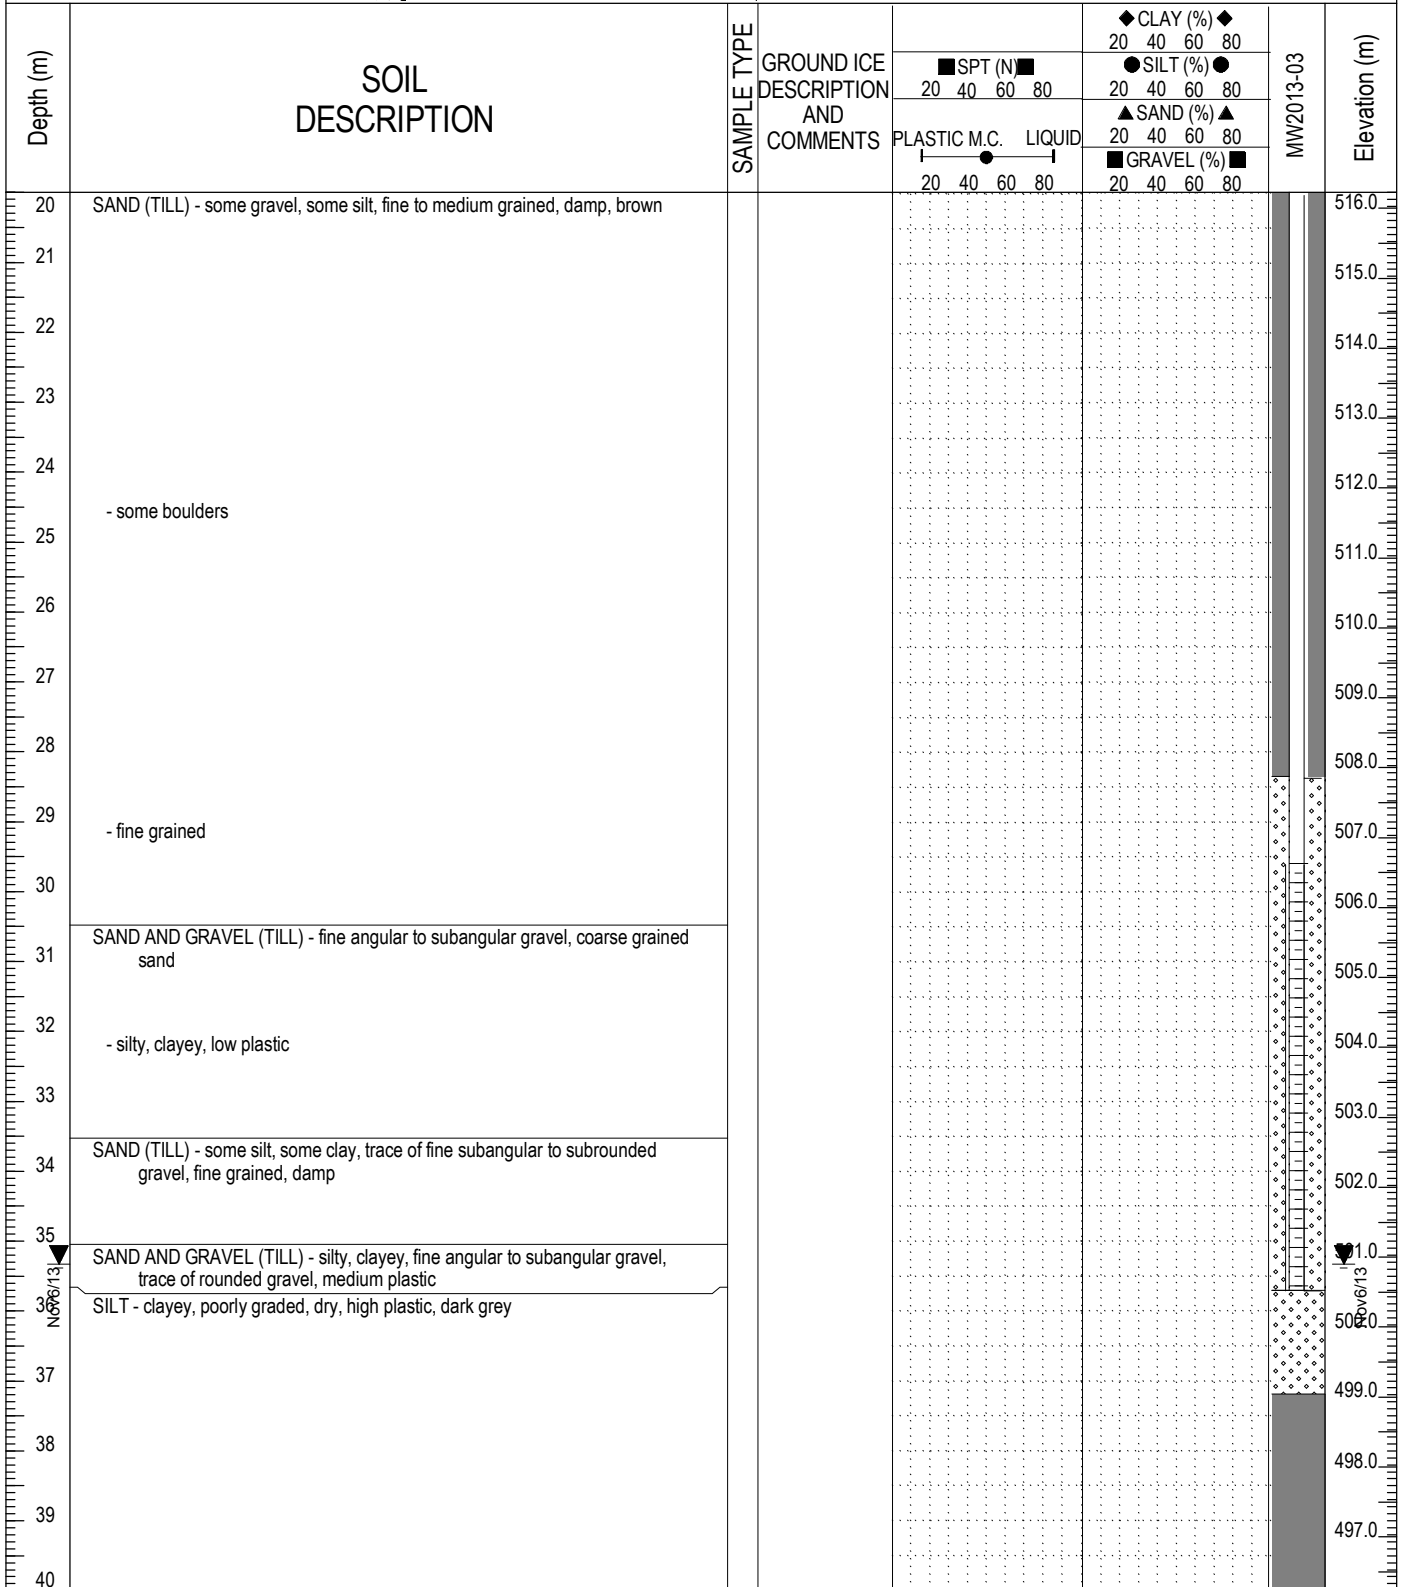 Depth (m)
SOIL
DESCRIPTION
SAMPLE TYPE
GROUND ICE
DESCRIPTION
AND
COMMENTS
SPT (N)
20 40 60 80
PLASTIC M.C. LIQUID
20 40 60 80
CLAY (%)
20 40 60 80
SILT (%)
20 40 60 80
SAND (%)
20 40 60 80
GRAVEL (%)
20 40 60 80
MW2013-03
Elevation (m)
20 SAND (TILL) - some gravel, some silt, fine to medium grained, damp, brown 516.0
21 515.0
22 514.0
23 513.0
24 512.0
- some boulders
25 511.0
26 510.0
27 509.0
28 508.0
29 507.0
- fine grained
30 506.0
SAND AND GRAVEL (TILL) - fine angular to subangular gravel, coarse grained
31 sand 505.0
32 504.0
- silty, clayey, low plastic
33 503.0
SAND (TILL) - some silt, some clay, trace of fine subangular to subrounded
34 gravel, fine grained, damp 502.0
35 501.0
SAND AND GRAVEL (TILL) - silty, clayey, fine angular to subangular gravel,
trace of rounded gravel, medium plastic
Nov6/13 Nov6/13
36 SILT - clayey, poorly graded, dry, high plastic, dark grey 500.0
37 499.0
38 498.0
39 497.0
40